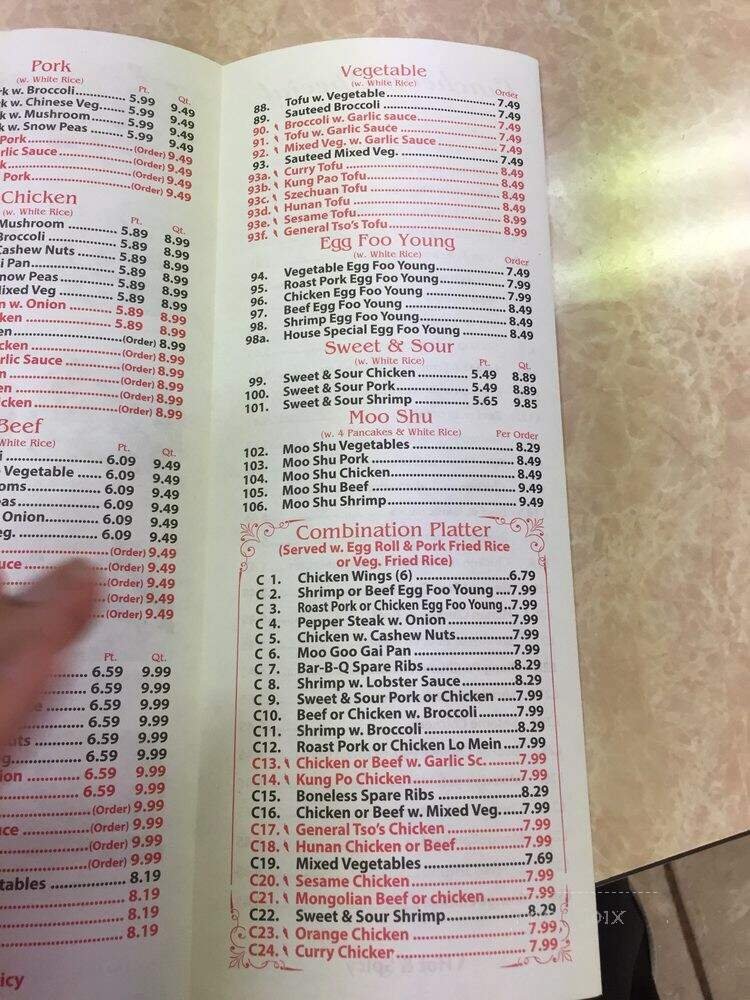 Pork
(w. White Rice)
Pt. Qt.
w. Broccoli 5.99 9.49
w. Chinese Veg. 5.99 9.49
w. Mushroom 5.99 9.49
w. Snow Peas 5.99 9.49
Pork (Order) 9.49
Sauce (Order) 9.49
(Order) 9.49
Pork (Order) 9.49
Chicken
(w. White Rice)
Pt. Qt.
Mushroom 5.89 8.99
Broccoli 5.89 8.99
Cashew Nuts 5.89 8.99
Pan 5.89 8.99
Peas 5.89 8.99
Veg 5.89 8.99
w. Onion 5.89 8.99
5.89 8.99
(Order) 8.99
(Order) 8.99
Sauce (Order) 8.99
(Order) 8.99
(Order) 8.99
(Order) 8.99
Beef
White Rice)
Pt. Qt.
6.09 9.49
Vegetable 6.09 9.49
6.09 9.49
6.09 9.49
Onion 6.09 9.49
6.09 9.49
(Order) 9.49
(Order) 9.49
(Order) 9.49
(Order) 9.49
(Order) 9.49
Pt. Qt.
6.59 9.99
6.59 9.99
6.59 9.99
6.59 9.99
6.59 9.99
6.59 9.99
6.59 9.99
6.59 9.99
(Order) 9.99
(Order) 9.99
(Order) 9.99
(Order) 9.99
8.19
8.19
8.19
8.19
Vegetable
(w. White Rice)
Order
88. Tofu w. Vegetable 7.49
89. Sauteed Broccoli 7.49
90. Broccoli w. Garlic sauce 7.49
91. Tofu w. Garlic Sauce 7.49
92. Mixed Veg. w. Garlic Sauce 7.49
93. Sauteed Mixed Veg. 7.49
93a. Curry Tofu 8.49
93b. Kung Pao Tofu 8.49
93c. Szechuan Tofu 8.49
93d. Hunan Tofu 8.49
93e. Sesame Tofu 8.99
93f. General Tso's Tofu 8.99
Egg Foo Young
(w. White Rice)
Order
94. Vegetable Egg Foo Young 7.49
95. Roast Pork Egg Foo Young 7.99
96. Chicken Egg Foo Young 7.99
97. Beef Egg Foo Young 8.49
98. Shrimp Egg Foo Young 8.49
98a. House Special Egg Foo Young 8.49
Sweet & Sour
(w. White Rice)
Pt. Qt.
99. Sweet & Sour Chicken 5.49 8.89
100. Sweet & Sour Pork 5.49 8.89
101. Sweet & Sour Shrimp 5.65 9.85
Moo Shu
(w. 4 Pancakes & White Rice) Per Order
102. Moo Shu Vegetables 8.29
103. Moo Shu Pork 8.49
104. Moo Shu Chicken 8.49
105. Moo Shu Beef 9.49
106. Moo Shu Shrimp 9.49
Combination Platter
(Served w. Egg Roll & Pork Fried Rice
or Veg. Fried Rice)
C 1. Chicken Wings (6) 6.79
C 2. Shrimp or Beef Egg Foo Young 7.99
C 3. Roast Pork or Chicken Egg Foo Young 7.99
C 4. Pepper Steak w. Onion 7.99
C 5. Chicken w. Cashew Nuts 7.99
C 6. Moo Goo Gai Pan 7.99
C 7. Bar-B-Q Spare Ribs 8.29
C 8. Shrimp w. Lobster Sauce 8.29
C 9. Sweet & Sour Pork or Chicken 7.99
C10. Beef or Chicken w. Broccoli 7.99
C11. Shrimp w. Broccoli 8.29
C12. Roast Pork or Chicken Lo Mein 7.99
C13. Chicken or Beef w. Garlic Sc. 7.99
C14. Kung Po Chicken 7.99
C15. Boneless Spare Ribs 8.29
C16. Chicken or Beef w. Mixed Veg. 7.99
C17. General Tso's Chicken 7.99
C18. Hunan Chicken or Beef 7.99
C19. Mixed Vegetables 7.69
C20. Sesame Chicken 7.99
C21. Mongolian Beef or chicken 7.99
C22. Sweet & Sour Shrimp 8.29
C23. Orange Chicken 7.99
C24. Curry Chicken 7.99